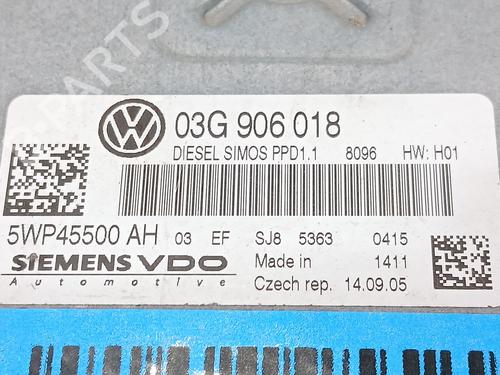 03G 906 018
DIESEL SIMOS PPD1.1 8096 HW: H01
5WP45500 AH 03 EF SJ8 5363 0415
SIEMENS VDO Made in 1411
Automotive Czech rep. 14.09.05